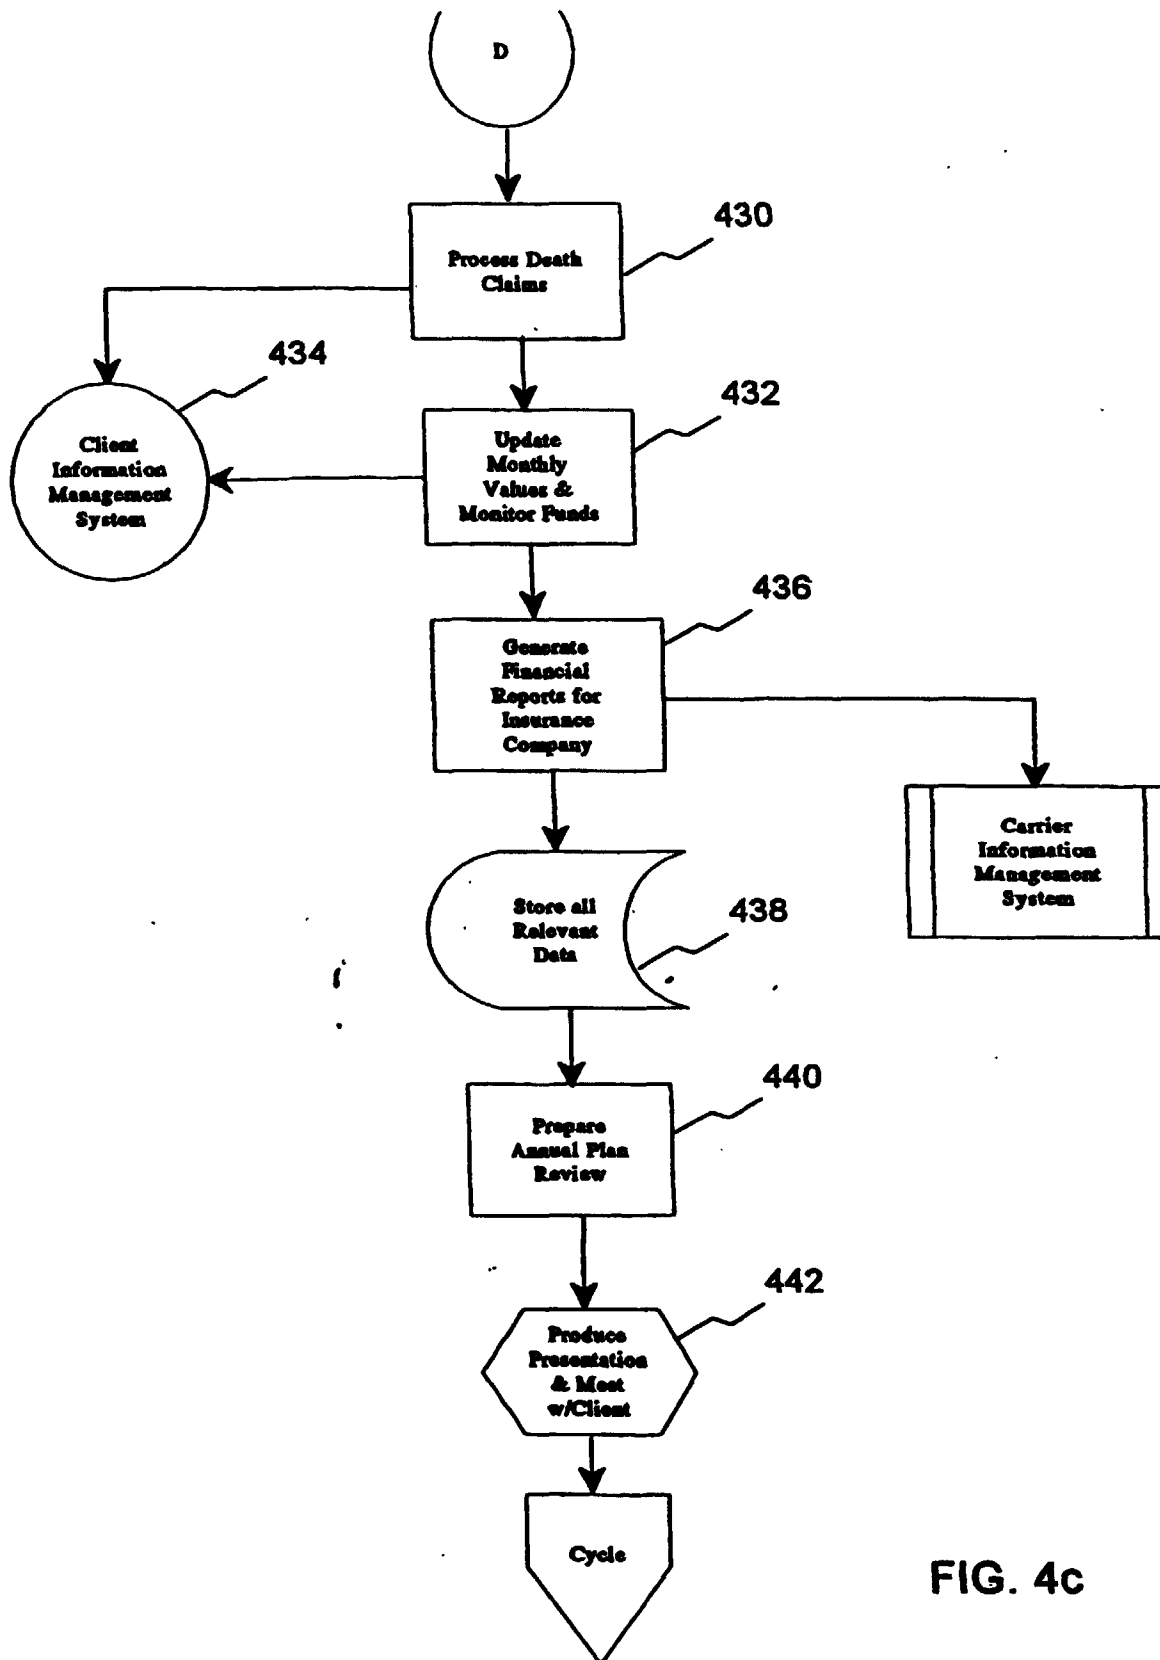 D
430
Process Death
Claims
434
432
Client
Information
Management
System
Update
Monthly
Values &
Monitor Funds
436
Generate
Financial
Reports for
Insurance
Company
Carrier
Information
Management
System
438
Store all
Relevant
Data
440
Prepare
Annual Plan
Review
442
Produce
Presentation
& Meet
w/Client
Cycle
FIG. 4c